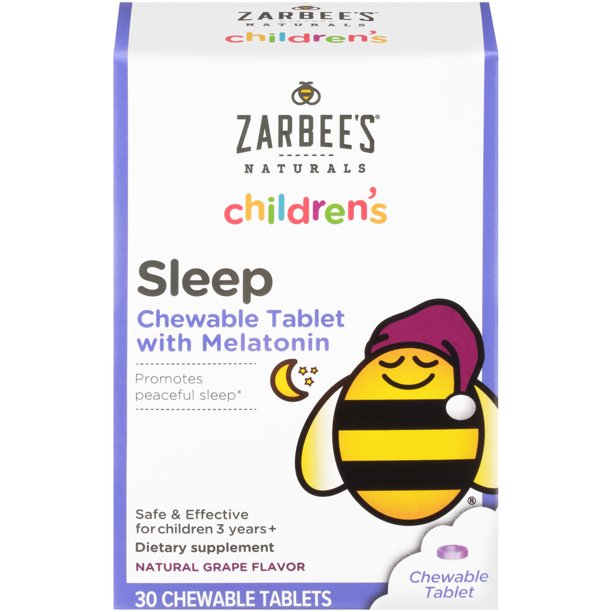 ZARBEE'S
NATURALS
children's
ZARBEE'S®
NATURALS
children's
Sleep
Chewable Tablet
with Melatonin
Promotes
peaceful sleep*
Safe & Effective
for children 3 years+
Dietary supplement
NATURAL GRAPE FLAVOR
30 CHEWABLE TABLETS
®
Chewable
Tablet